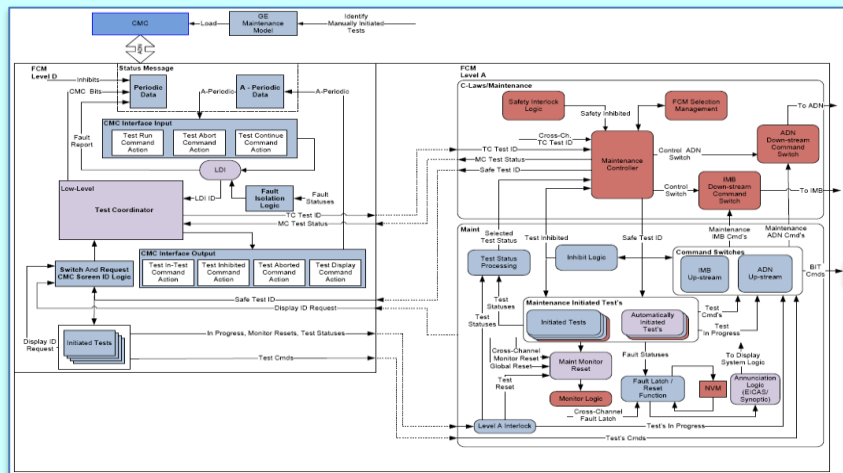 CMC
Load
GE
Maintenance
Model
Identify
Manually Initiated
Tests
FCM
Level D
Status Message
Inhibits
CMC Bits
Periodic
Data
A - Periodic
Data
A-Periodic
A-Periodic
Fault
Report
CMC Interface Input
Test Run
Command
Action
Test Abort
Command
Action
Test Continue
Command
Action
LDI
LDI ID
Fault
Isolation
Logic
Fault
Statuses
Low-Level
Test Coordinator
TC Test ID
MC Test Status
CMC Interface Output
Test In-Test
Command
Action
Test Inhibited
Command
Action
Test Aborted
Command
Action
Test Display
Command
Action
Switch And Request
CMC Screen ID Logic
Safe Test ID
Display ID Request
Display ID
Request
Initiated Tests
In Progress, Monitor Resets, Test Statuses
Test Cmds
FCM
Level A
C-Laws/Maintenance
Safety Interlock
Logic
Safety Inhibited
FCM Selection
Management
Cross-Ch.
TC Test ID
TC Test ID
MC Test Status
Safe Test ID
Maintenance
Controller
Control ADN
Switch
To ADN
ADN
Down-stream
Command
Switch
Control
Switch
IMB
Down-stream
Command
Switch
To IMB
Maint
Selected
Test Status
Test Inhibited
Safe Test ID
Maintenance
IMB Cmd's
Maintenance
ADN Cmd's
Test Status
Processing
Inhibit Logic
Command Switches
IMB
Up-stream
ADN
Up-stream
BIT
Cmds
Test
Statuses
Test
Statuses
Maintenance Initiated Test's
Initiated Tests
Automatically
Initiated
Test's
Test
Cmd's
Test
In Progress
Cross-Channel
Monitor Reset
Global Reset
Test
Reset
Maint Monitor
Reset
Monitor Logic
Fault
Statuses
Fault Latch /
Reset
Function
NVM
To Display
System Logic
Annunciation
Logic
(EICAS/
Synoptic)
Cross-Channel
Fault Latch
Level A Interlock
Test's In Progress
Test's Cmds